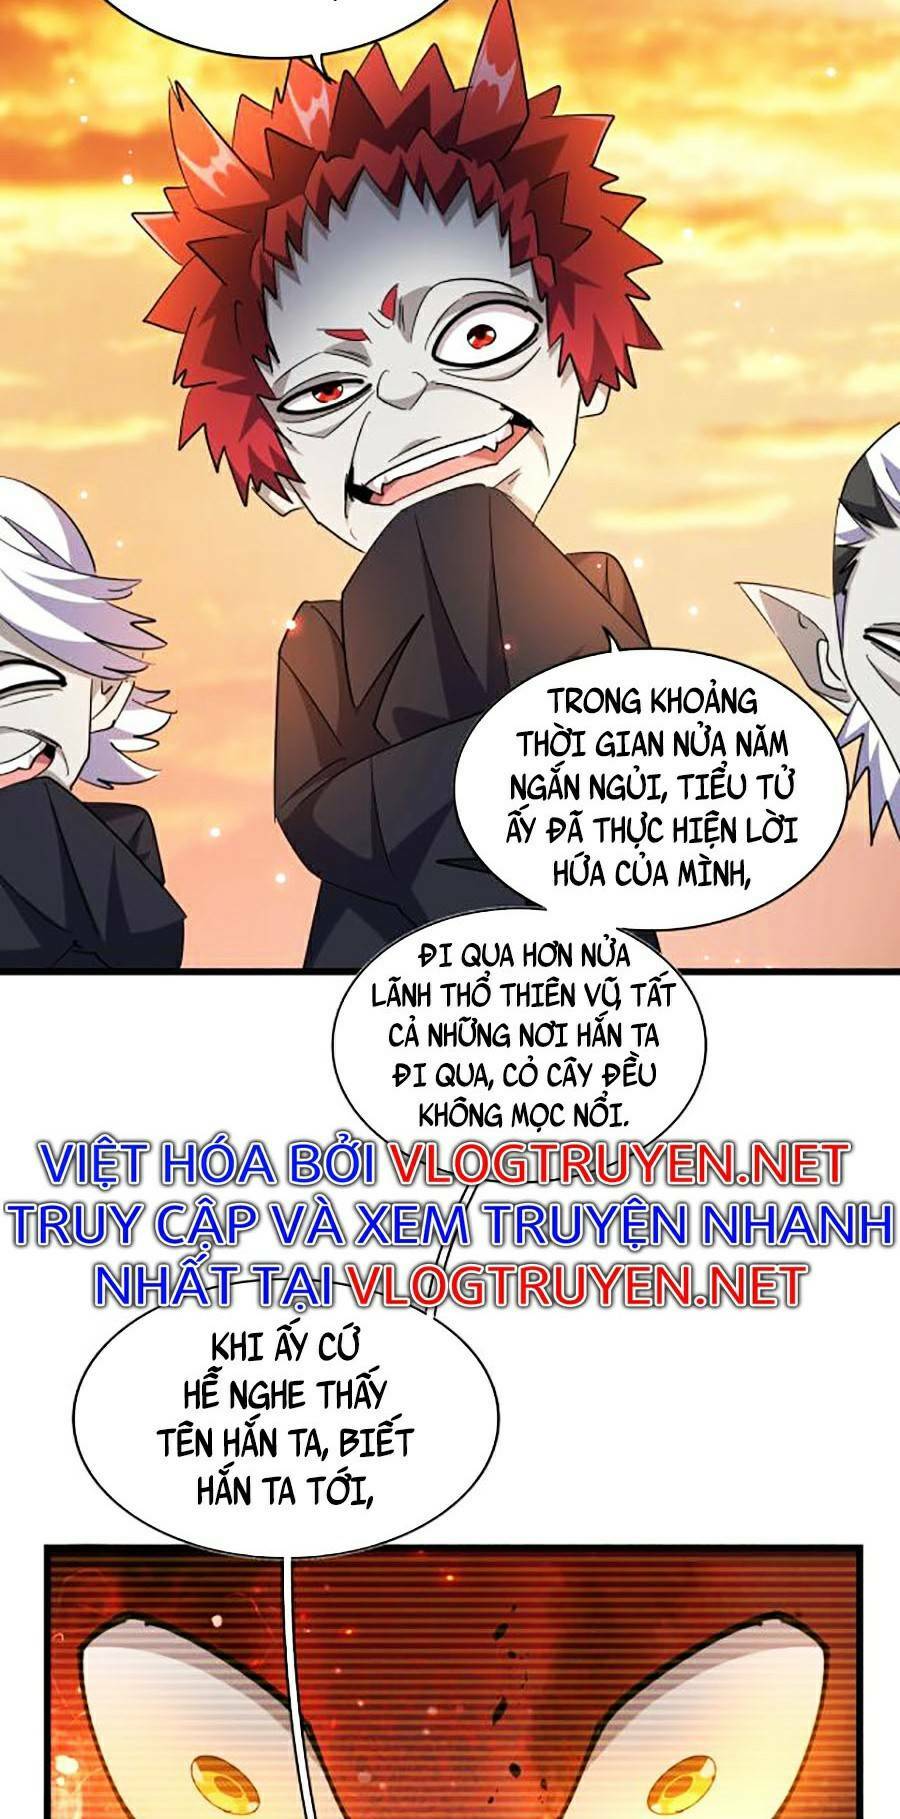 TRONG KHOẢNG
THỜI GIAN NỬA NĂM
NGẮN NGỦI, TIỂU TỬ
ẤY ĐÃ THỰC HIỆN LỜI
HỨA CỦA MÌNH,
ĐI QUA HƠN NỬA
LÃNH THỔ THIÊN VŨ, TẤT
CẢ NHỮNG NƠI HẮN TA
ĐI QUA, CỎ CÂY ĐỀU
KHÔNG MỌC NỔI.
VIỆT HÓA BỞI VLOGTRUYEN.NET
TRUY CẬP VÀ XEM TRUYỆN NHANH
NHẤT TẠI VLOGTRUYEN.NET
KHI ẤY CỨ
HỄ NGHE THẤY
TÊN HẮN TA, BIẾT
HẮN TA TỚI,